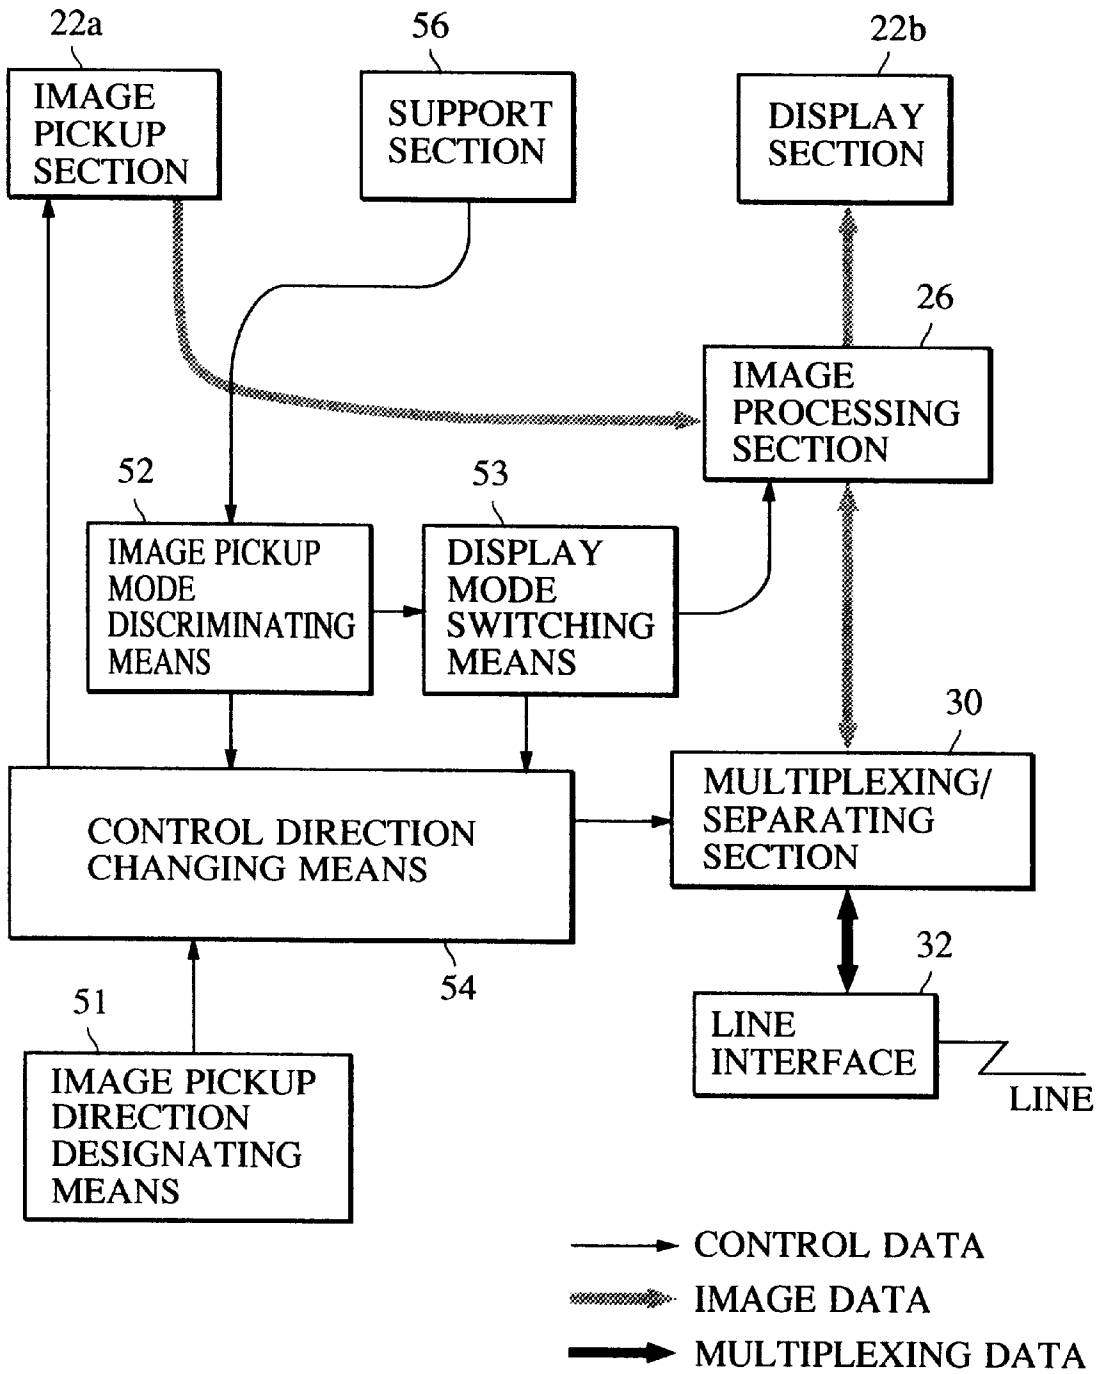 22a
IMAGE
PICKUP
SECTION
56
SUPPORT
SECTION
22b
DISPLAY
SECTION
26
IMAGE
PROCESSING
SECTION
52
IMAGE PICKUP
MODE
DISCRIMINATING
MEANS
53
DISPLAY
MODE
SWITCHING
MEANS
30
MULTIPLEXING/
SEPARATING
SECTION
CONTROL DIRECTION
CHANGING MEANS
54
32
LINE
INTERFACE
LINE
51
IMAGE PICKUP
DIRECTION
DESIGNATING
MEANS
CONTROL DATA
IMAGE DATA
MULTIPLEXING DATA